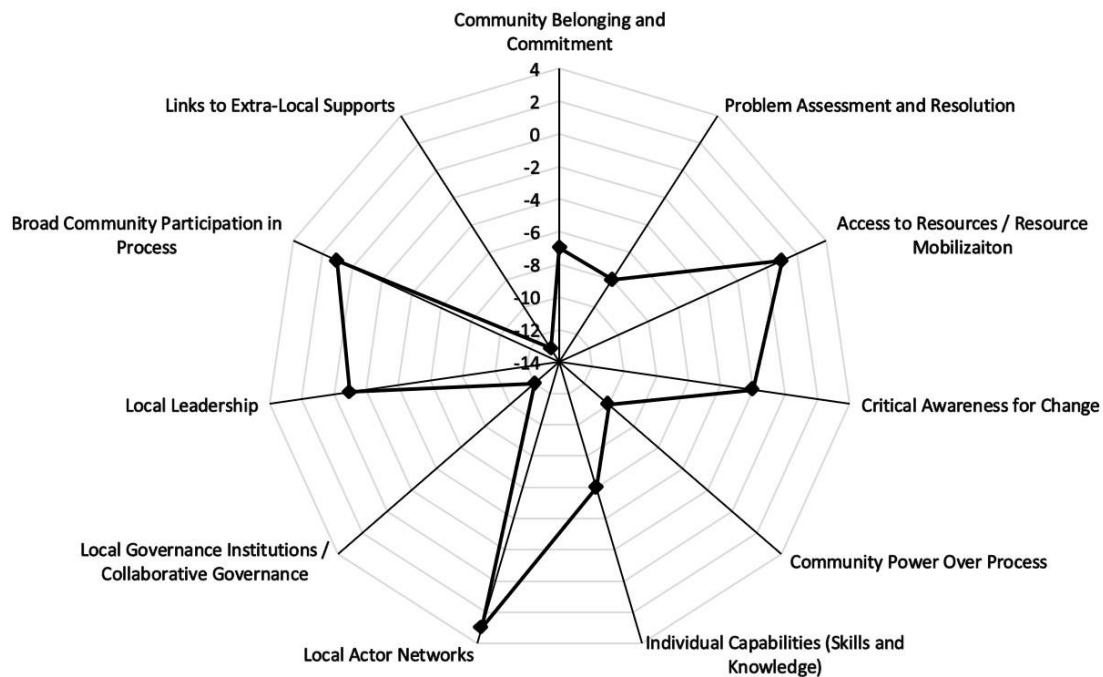 Community Belonging and
Commitment
4
2
0
-2
-4
-6
-8
-10
-12
-14
Problem Assessment and Resolution
Access to Resources / Resource
Mobilizaiton
Critical Awareness for Change
Community Power Over Process
Individual Capabilities (Skills and
Knowledge)
Local Actor Networks
Local Governance Institutions /
Collaborative Governance
Local Leadership
Broad Community Participation in
Process
Links to Extra-Local Supports